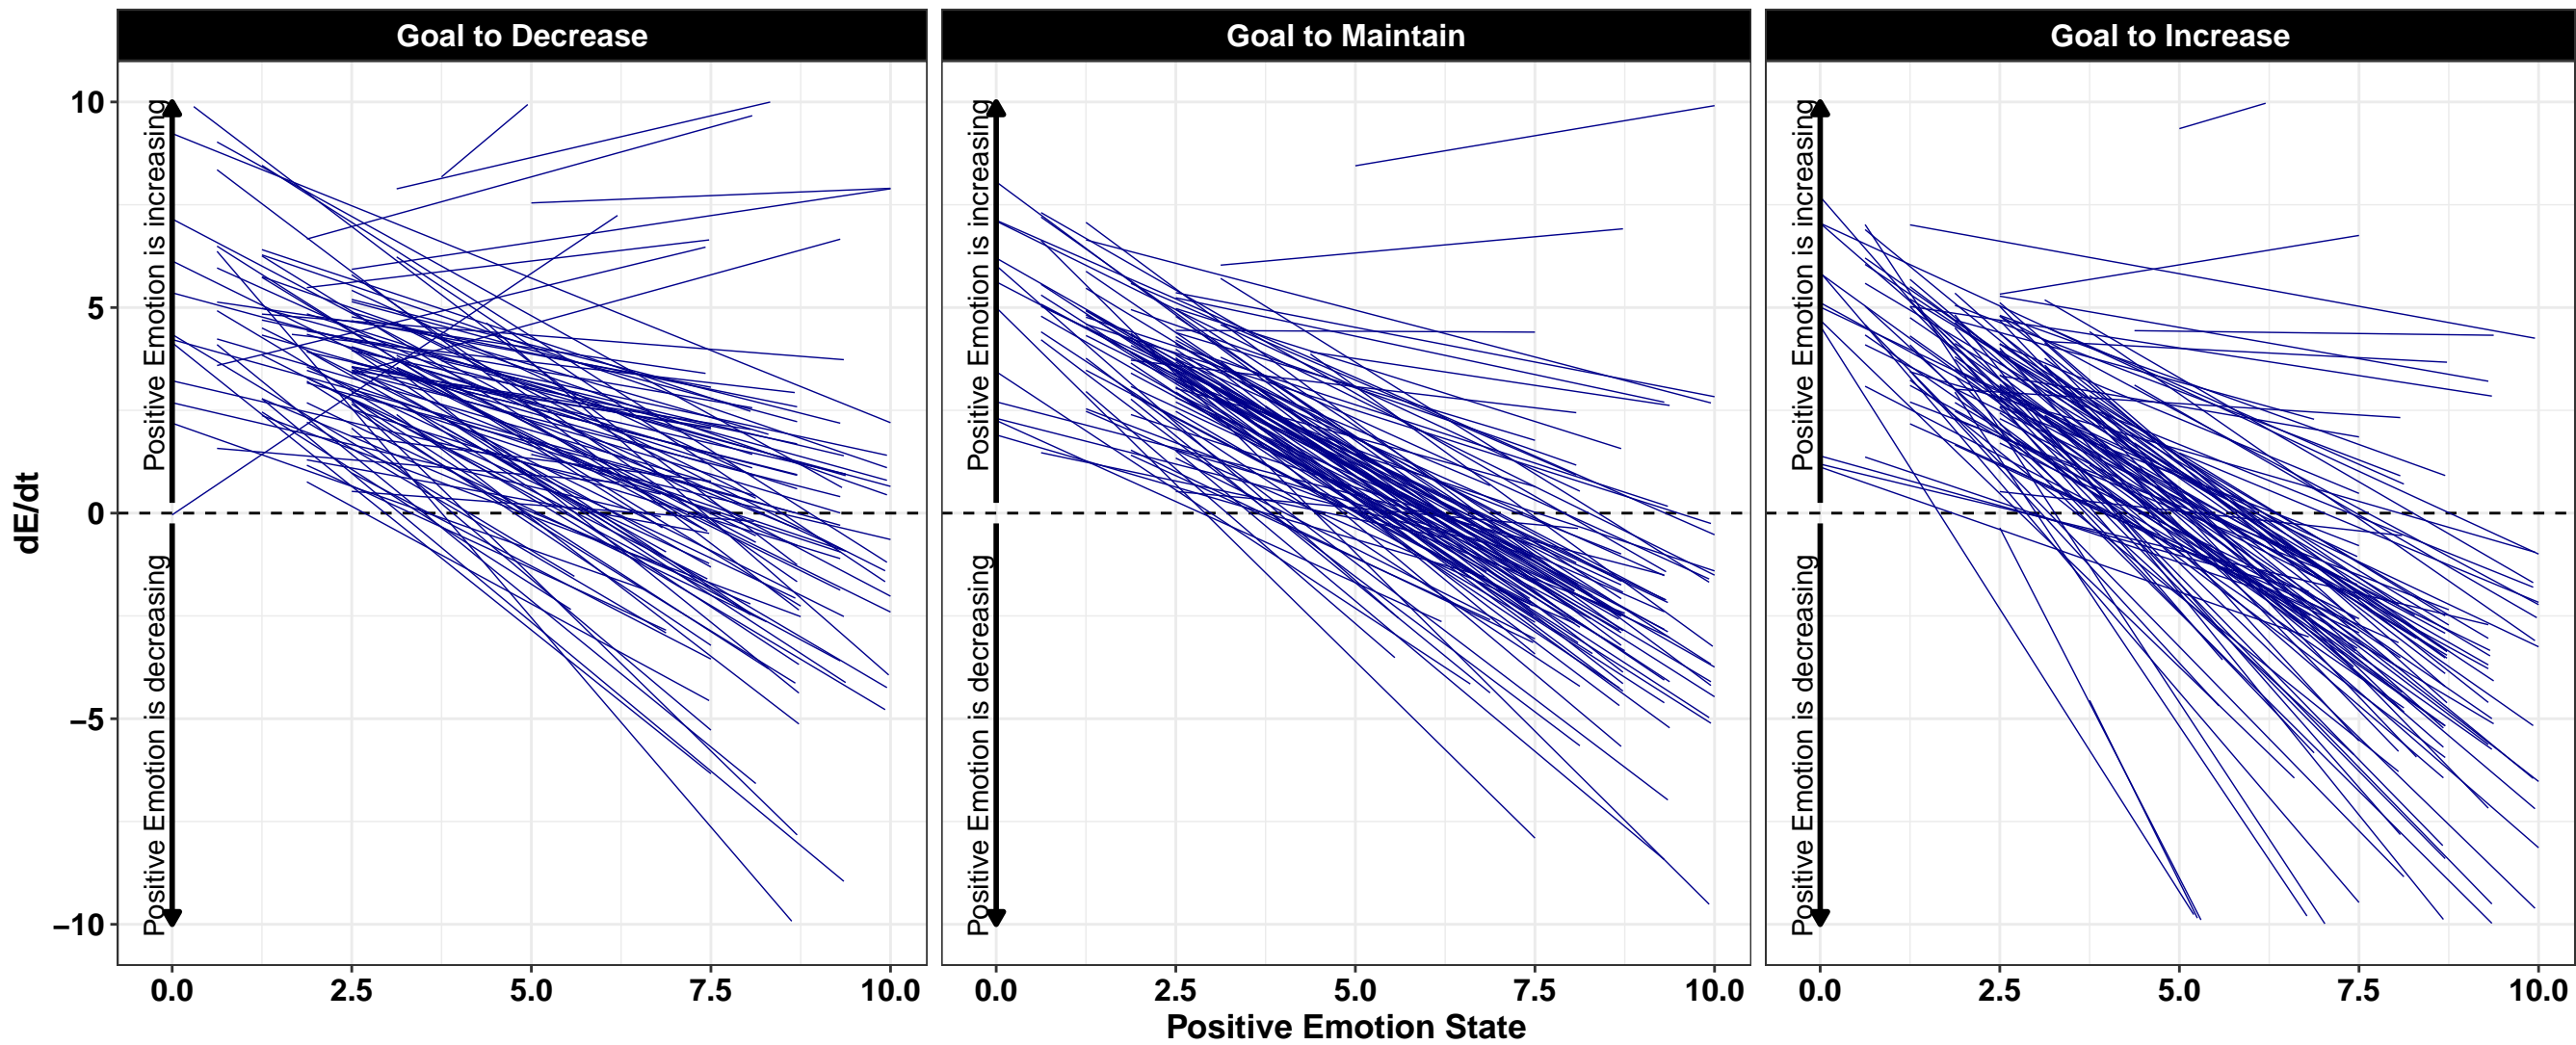 Goal to Decrease
Goal to Maintain
Goal to Increase
dE/dt
10
5
0
−5
−10
Positive Emotion is increasing
Positive Emotion is decreasing
Positive Emotion is increasing
Positive Emotion is decreasing
Positive Emotion is increasing
Positive Emotion is decreasing
0.0 2.5 5.0 7.5 10.0
0.0 2.5 5.0 7.5 10.0
0.0 2.5 5.0 7.5 10.0
Positive Emotion State